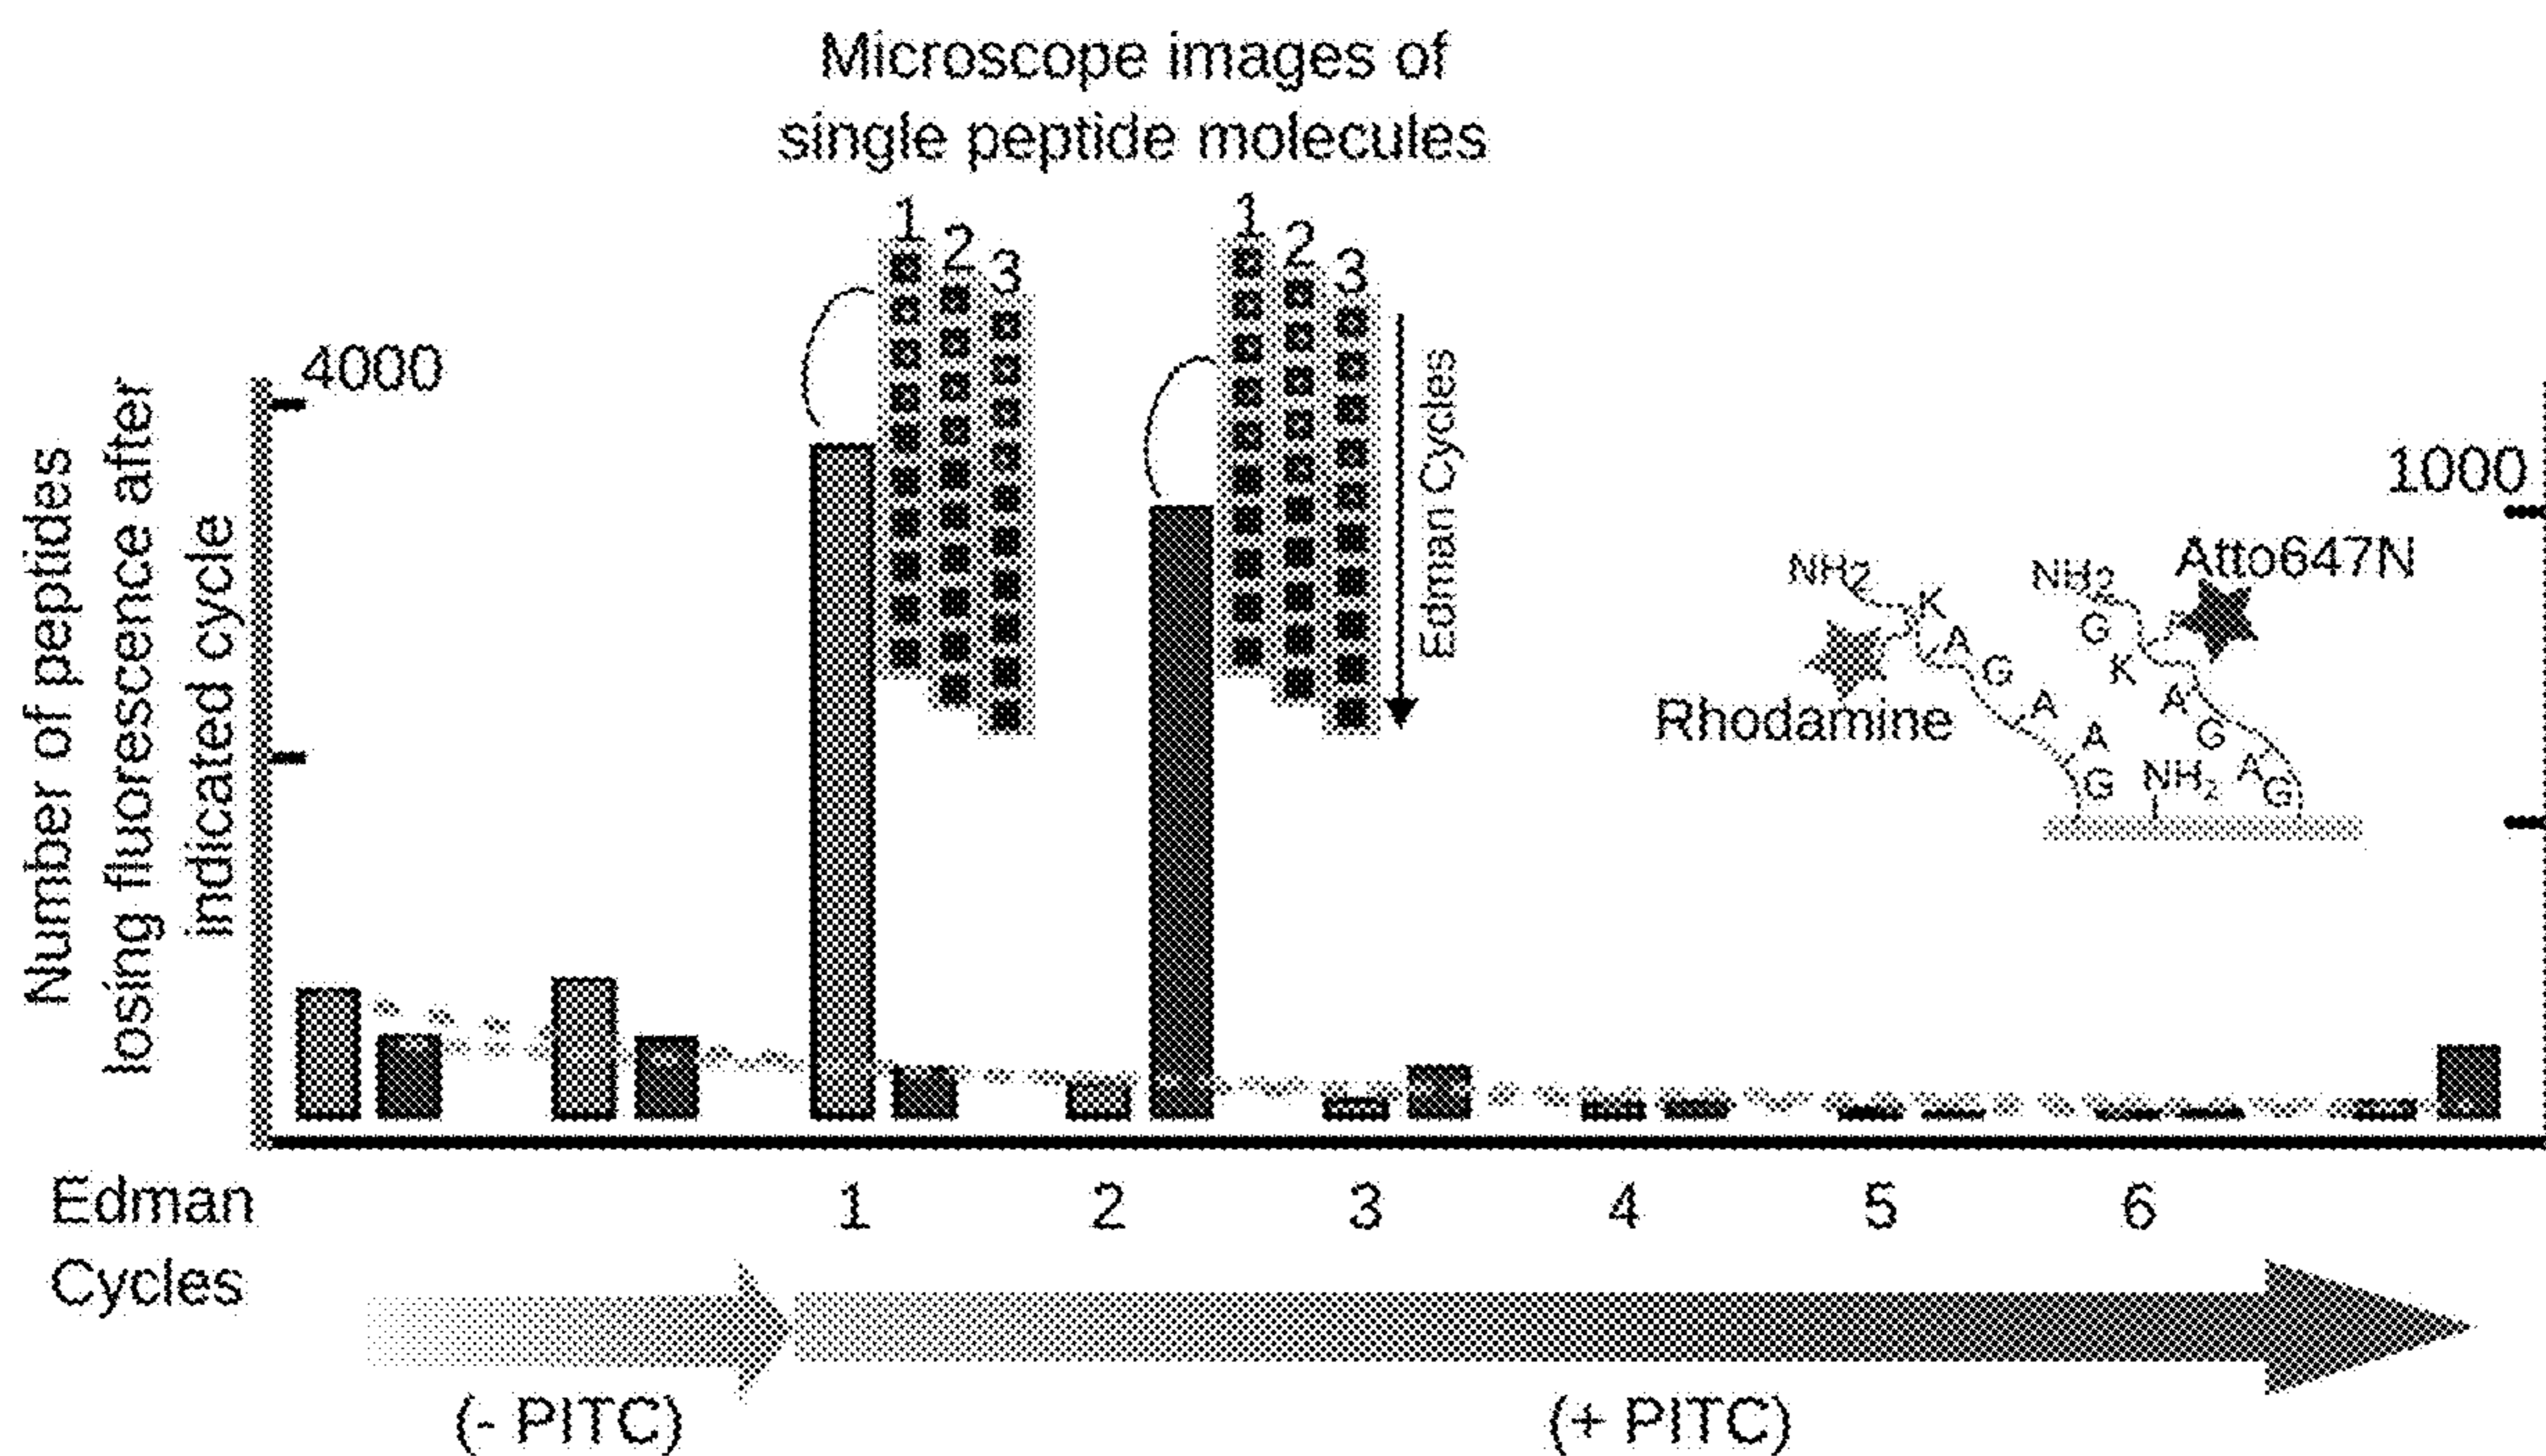 Microscope images of
single peptide molecules
1
2
3
1
2
3
Edman Cycles
4000
1000
Number of peptides
losing fluorescence after
indicated cycle
NH2
K
A
G
A
A
G
Rhodamine
NH2
G
K
A
G
A
G
Atto647N
NH₂
Edman
Cycles
1 2 3 4 5 6
(- PITC)
(+ PITC)